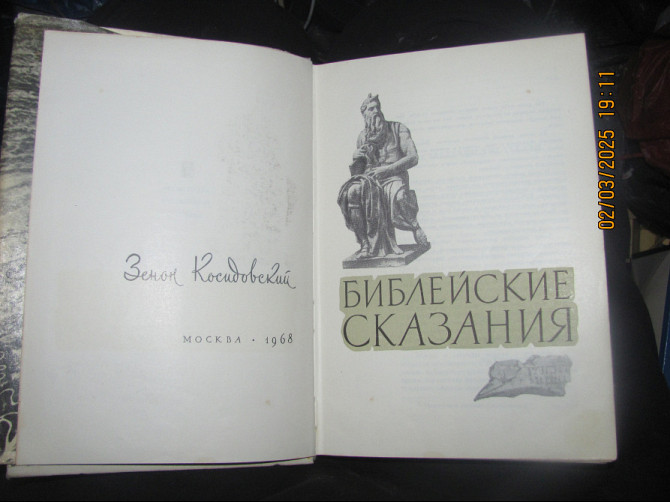 Зенон Косидовский
МОСКВА · 1968
БИБЛЕЙСКИЕ
СКАЗАНИЯ
02/03/2025 19:11